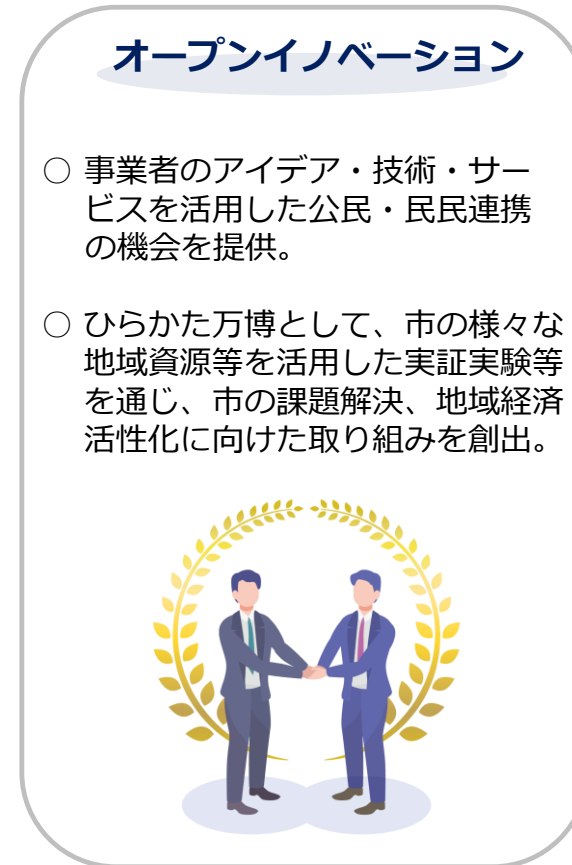 オープンイノベーション
○ 事業者のアイデア・技術・サー
ビスを活用した公民・民民連携
の機会を提供。
○ ひらかた万博として、市の様々な
地域資源等を活用した実証実験等
を通じ、市の課題解決、地域経済
活性化に向けた取り組みを創出。